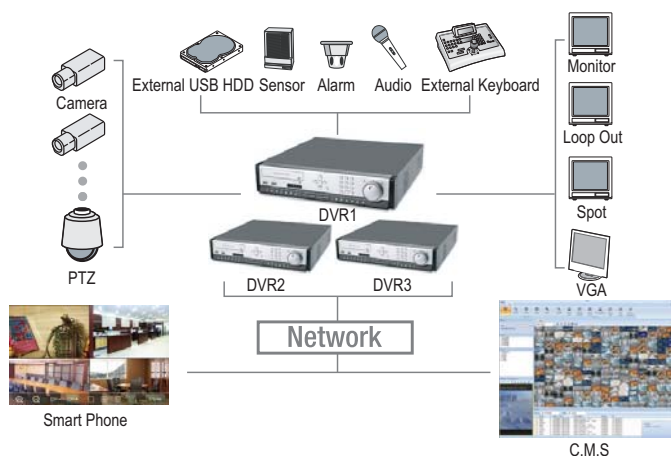 External USB HDD Sensor Alarm Audio External Keyboard
Camera
PTZ
DVR1
DVR2
DVR3
Monitor
Loop Out
Spot
VGA
Network
Smart Phone
C.M.S